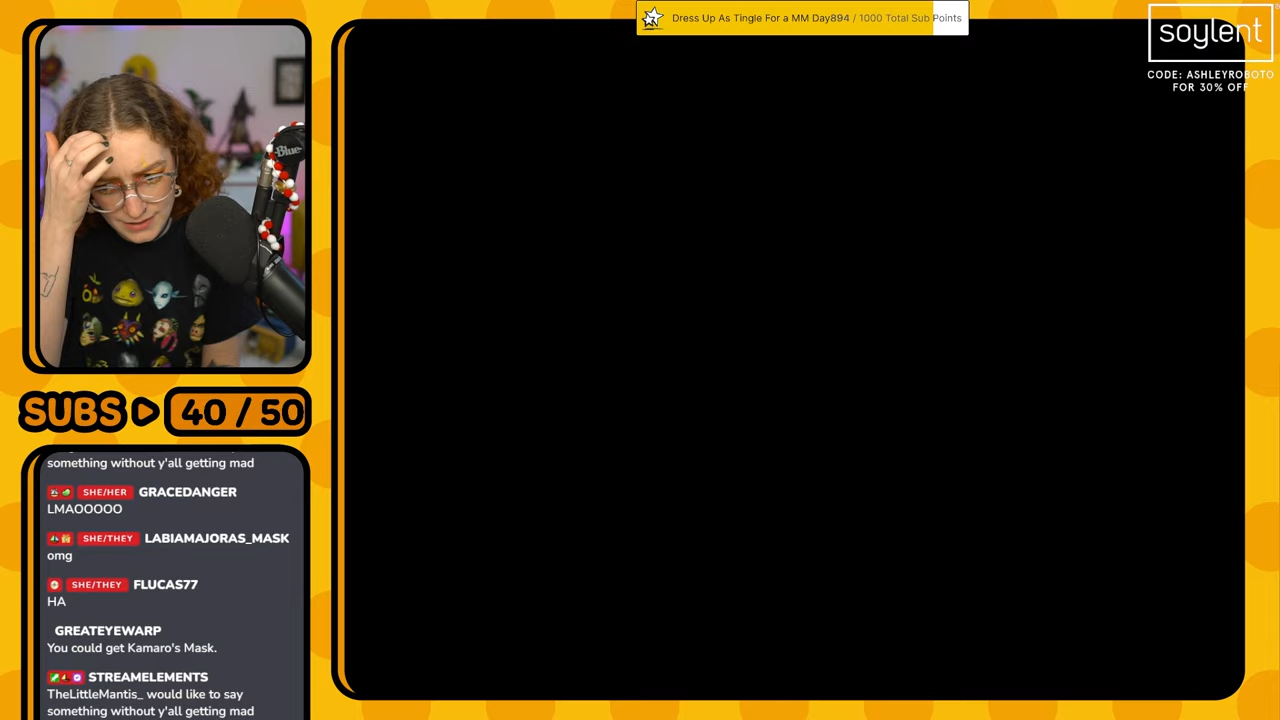 Dress Up As Tingle For a MM Day894 / 1000 Total Sub Points
soylent
CODE: ASHLEYROBOTO
FOR 30% OFF
Blue
SUBS 40 / 50
something without y'all getting mad
SHE/HER GRACEDANGER
LMAOOOOO
SHE/THEY LABIAMAJORAS_MASK
omg
SHE/THEY FLUCAS77
HA
GREATEYEWARP
You could get Kamaro's Mask.
STREAMELEMENTS
TheLittleMantis_ would like to say
something without y'all getting mad